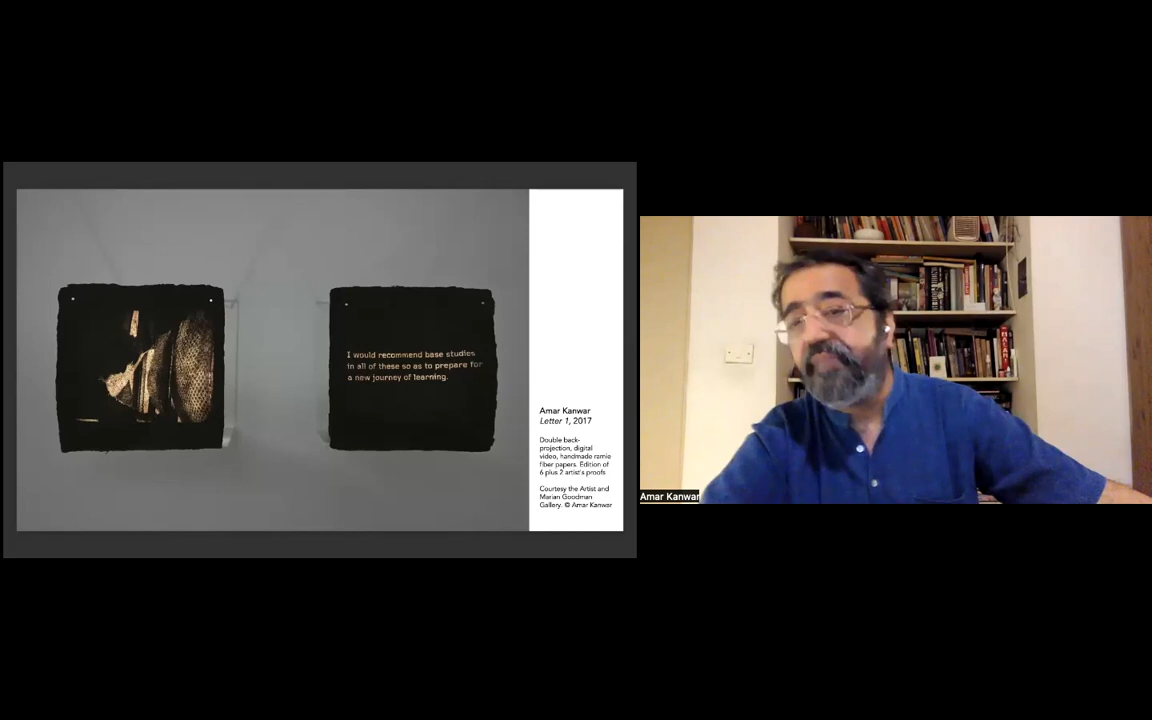 I would recommend base studies
in all of these so as to prepare for
a new journey of learning.
Amar Kanwar
Letter 1, 2017
Double back-
projection, digital
video, handmade ramie
fiber papers. Edition of
6 plus 2 artist's proofs
Courtesy the Artist and
Marian Goodman
Gallery. © Amar Kanwar
Amar Kanwar